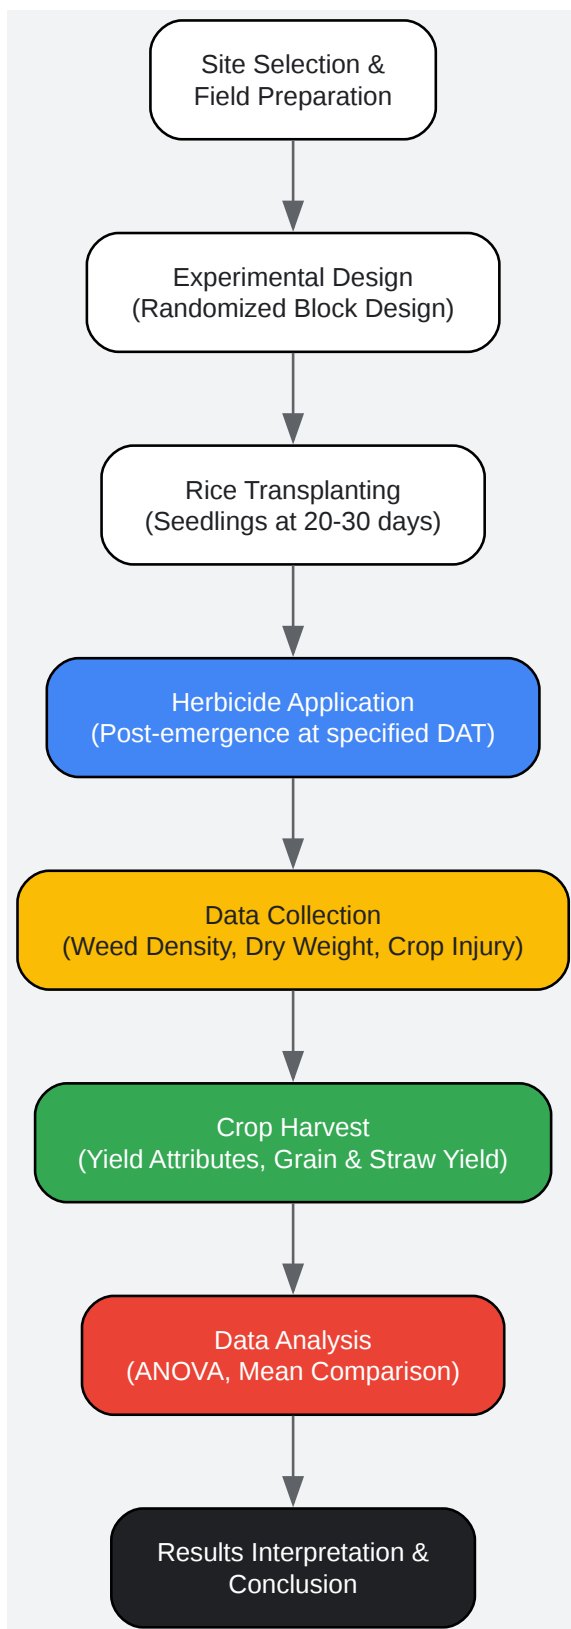 Site Selection &
Field Preparation
Experimental Design
(Randomized Block Design)
Rice Transplanting
(Seedlings at 20-30 days)
Herbicide Application
(Post-emergence at specified DAT)
Data Collection
(Weed Density, Dry Weight, Crop Injury)
Crop Harvest
(Yield Attributes, Grain & Straw Yield)
Data Analysis
(ANOVA, Mean Comparison)
Results Interpretation &
Conclusion